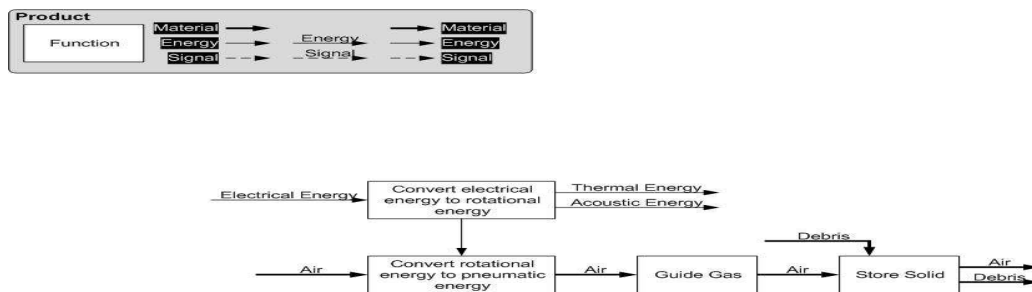 Product
Function
Material
Material
Energy
Energy
Energy
Signal
Signal
Signal
Electrical Energy
Convert electrical
energy to rotational
energy
Thermal Energy
Acoustic Energy
Debris
Air
Convert rotational
energy to pneumatic
energy
Air
Guide Gas
Air
Store Solid
Air
Debris